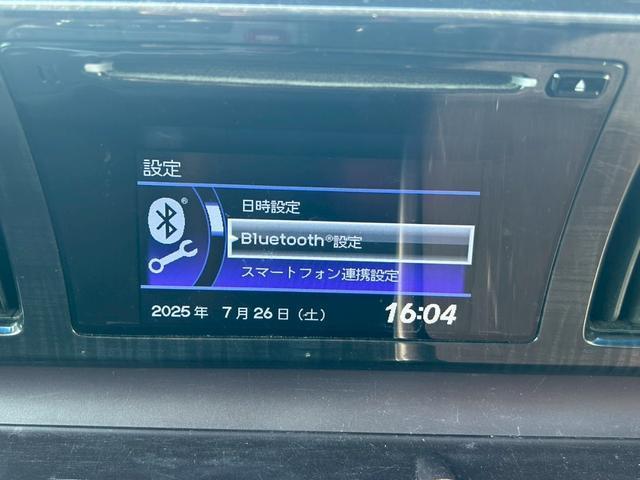 設定
日時設定
Bluetooth®設定
スマートフォン連携設定
2025年 7月26日（土） 16:04